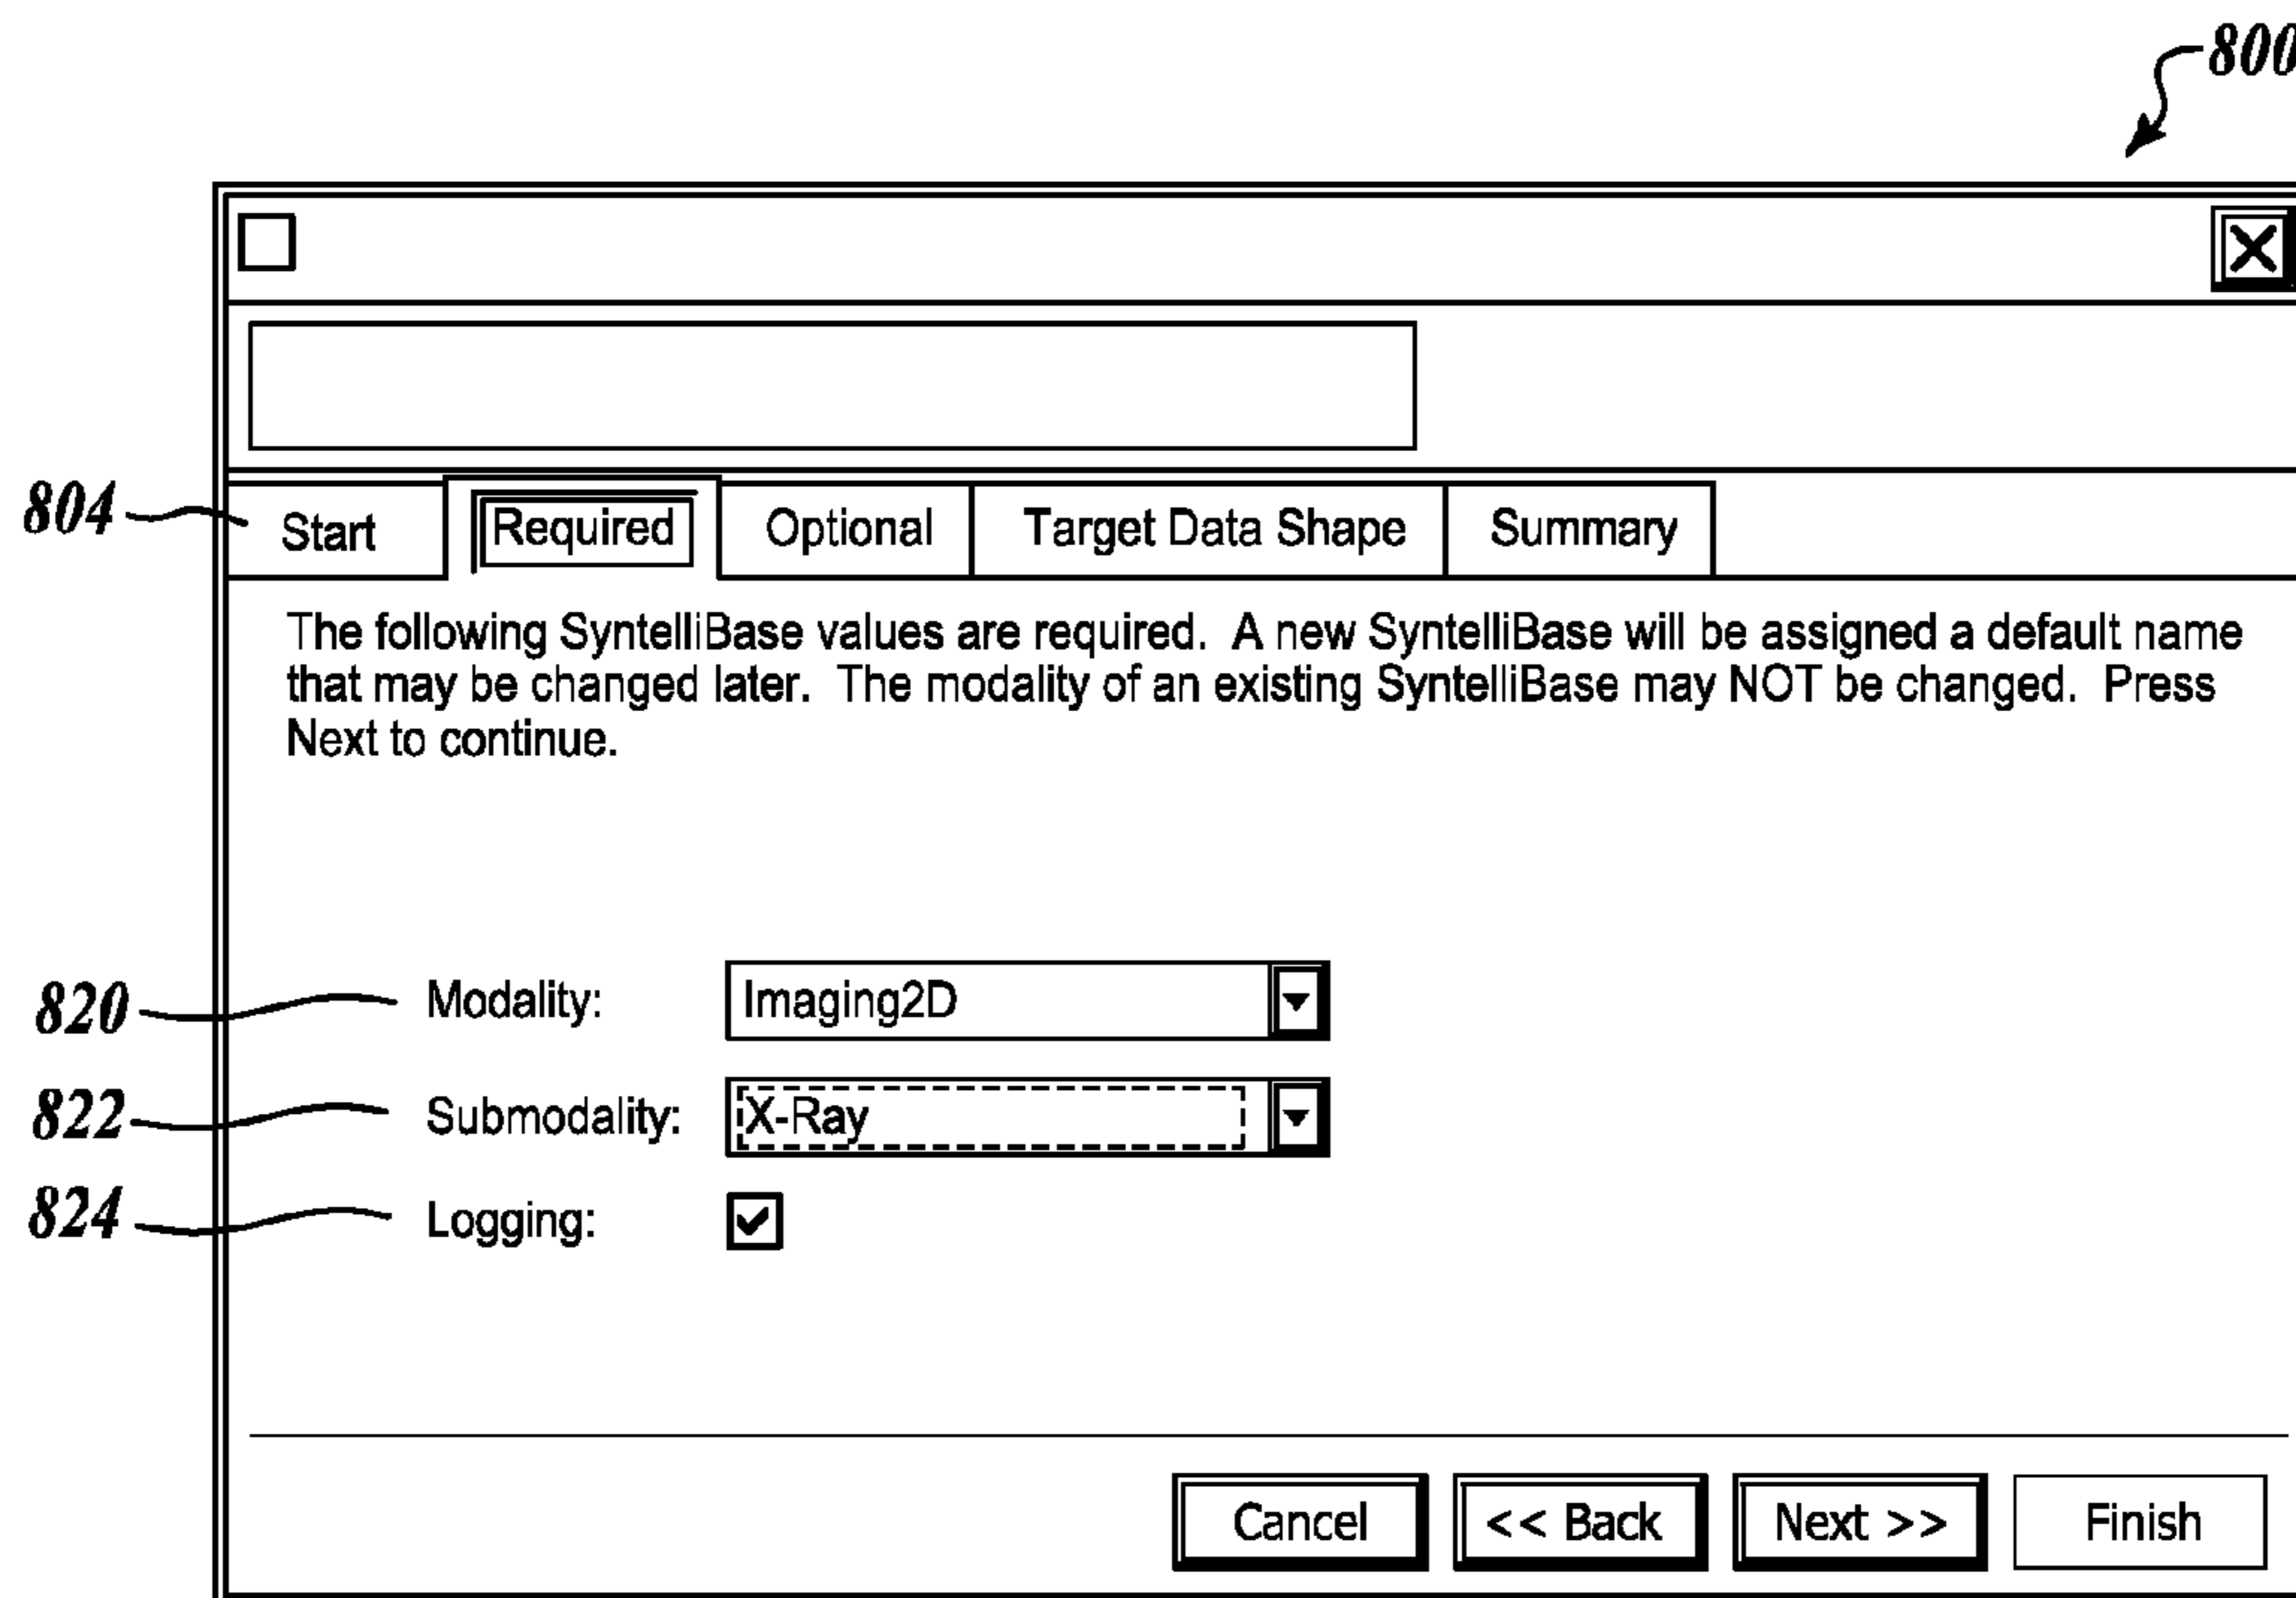 800
804
Start Required Optional Target Data Shape Summary
The following SyntelliBase values are required. A new SyntelliBase will be assigned a default name
that may be changed later. The modality of an existing SyntelliBase may NOT be changed. Press
Next to continue.
820 Modality: Imaging2D
822 Submodality: X-Ray
824 Logging:
Cancel << Back Next >> Finish